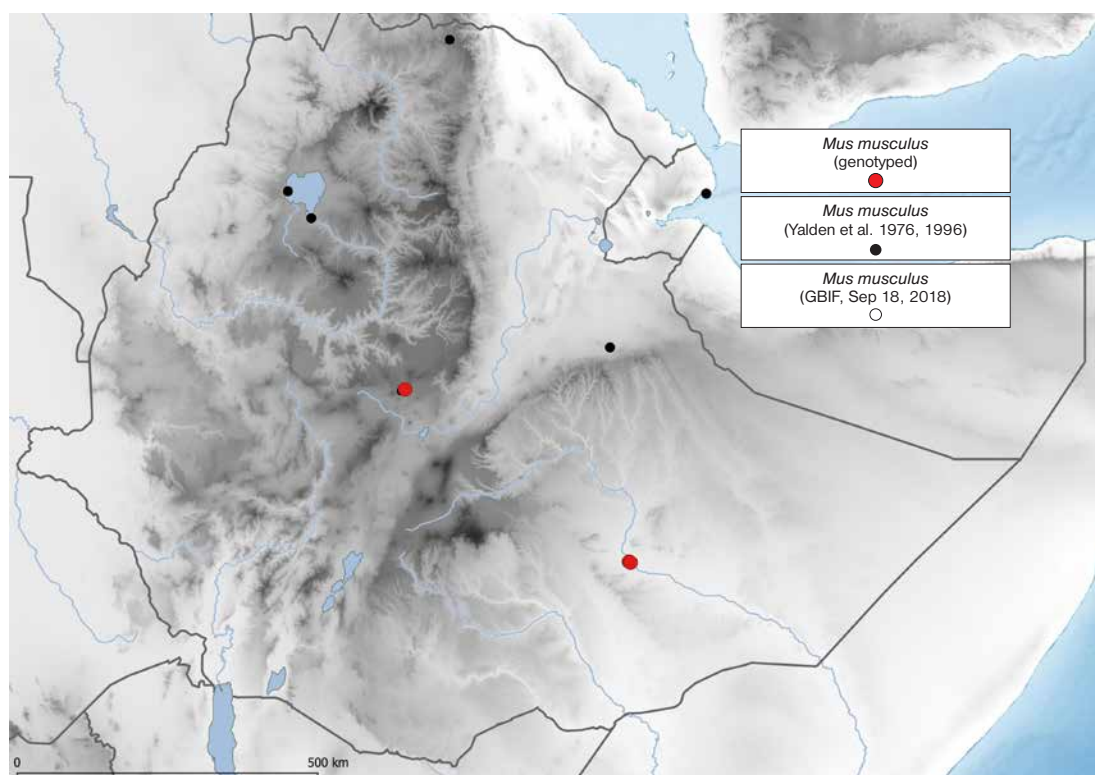 Mus musculus
(genotyped)
Mus musculus
(Yalden et al. 1976, 1996)
Mus musculus
(GBIF, Sep 18, 2018)
0
500 km